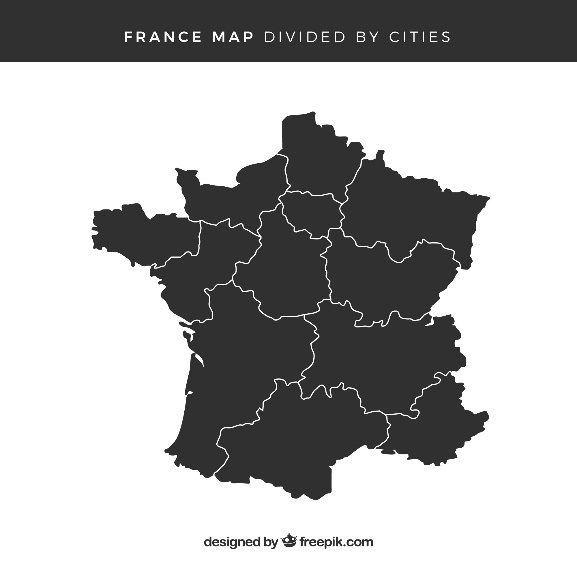 FRANCE MAP DIVIDED BY CITIES
designed by freepik.com